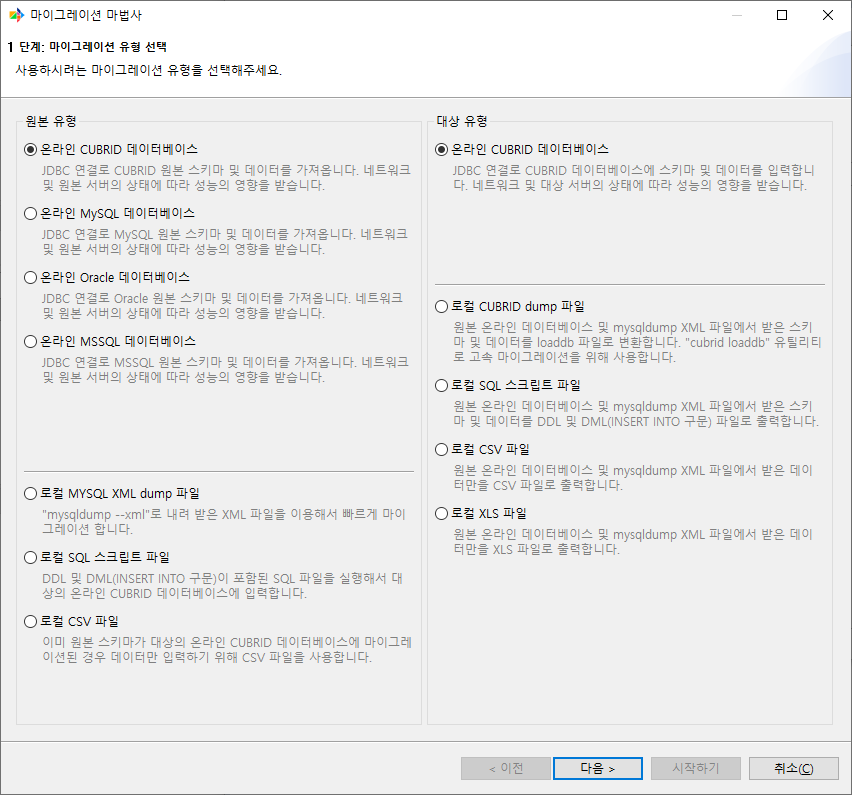 마이그레이션 마법사
1 단계: 마이그레이션 유형 선택
사용하시려는 마이그레이션 유형을 선택해주세요.
원본 유형
온라인 CUBRID 데이터베이스
JDBC 연결로 CUBRID 원본 스키마 및 데이터를 가져옵니다. 네트워크
및 원본 서버의 상태에 따라 성능의 영향을 받습니다.
온라인 MySQL 데이터베이스
JDBC 연결로 MySQL 원본 스키마 및 데이터를 가져옵니다. 네트워크
및 원본 서버의 상태에 따라 성능의 영향을 받습니다.
온라인 Oracle 데이터베이스
JDBC 연결로 Oracle 원본 스키마 및 데이터를 가져옵니다. 네트워크
및 원본 서버의 상태에 따라 성능의 영향을 받습니다.
온라인 MSSQL 데이터베이스
JDBC 연결로 MSSQL 원본 스키마 및 데이터를 가져옵니다. 네트워크
및 원본 서버의 상태에 따라 성능의 영향을 받습니다.
로컬 MYSQL XML dump 파일
"mysqldump --xml"로 내려 받은 XML 파일을 이용해서 빠르게 마이
그레이션 합니다.
로컬 SQL 스크립트 파일
DDL 및 DML(INSERT INTO 구문)이 포함된 SQL 파일을 실행해서 대
상의 온라인 CUBRID 데이터베이스에 입력합니다.
로컬 CSV 파일
이미 원본 스키마가 대상의 온라인 CUBRID 데이터베이스에 마이그레
이션된 경우 데이터만 입력하기 위해 CSV 파일을 사용합니다.
대상 유형
온라인 CUBRID 데이터베이스
JDBC 연결로 CUBRID 데이터베이스에 스키마 및 데이터를 입력합니
다. 네트워크 및 대상 서버의 상태에 따라 성능의 영향을 받습니다.
로컬 CUBRID dump 파일
원본 온라인 데이터베이스 및 mysqldump XML 파일에서 받은 스키
마 및 데이터를 loaddb 파일로 변환합니다. "cubrid loaddb" 유틸리티
로 고속 마이그레이션을 위해 사용합니다.
로컬 SQL 스크립트 파일
원본 온라인 데이터베이스 및 mysqldump XML 파일에서 받은 스키
마 및 데이터를 DDL 및 DML(INSERT INTO 구문) 파일로 출력합니다.
로컬 CSV 파일
원본 온라인 데이터베이스 및 mysqldump XML 파일에서 받은 데이
터만을 CSV 파일로 출력합니다.
로컬 XLS 파일
원본 온라인 데이터베이스 및 mysqldump XML 파일에서 받은 데이
터만을 XLS 파일로 출력합니다.
< 이전
다음 >
시작하기
취소(C)